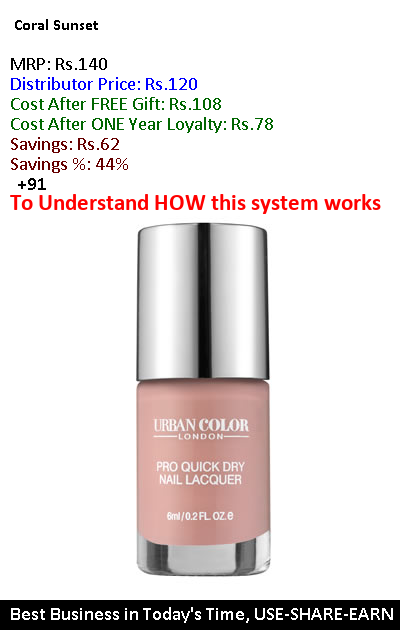 Coral Sunset
MRP: Rs.140
Distributor Price: Rs.120
Cost After FREE Gift: Rs.108
Cost After ONE Year Loyalty: Rs.78
Savings: Rs.62
Savings %: 44%
+91
To Understand HOW this system works
URBAN COLOR
LONDON
PRO QUICK DRY
NAIL LACQUER
6ml/0.2 FL. OZ.e
Best Business in Today's Time, USE-SHARE-EARN